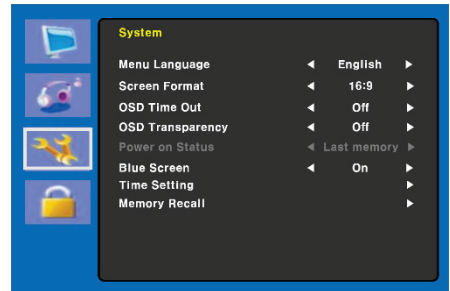 System
Menu Language English
Screen Format 16:9
OSD Time Out Off
OSD Transparency Off
Power on Status Last memory
Blue Screen On
Time Setting
Memory Recall